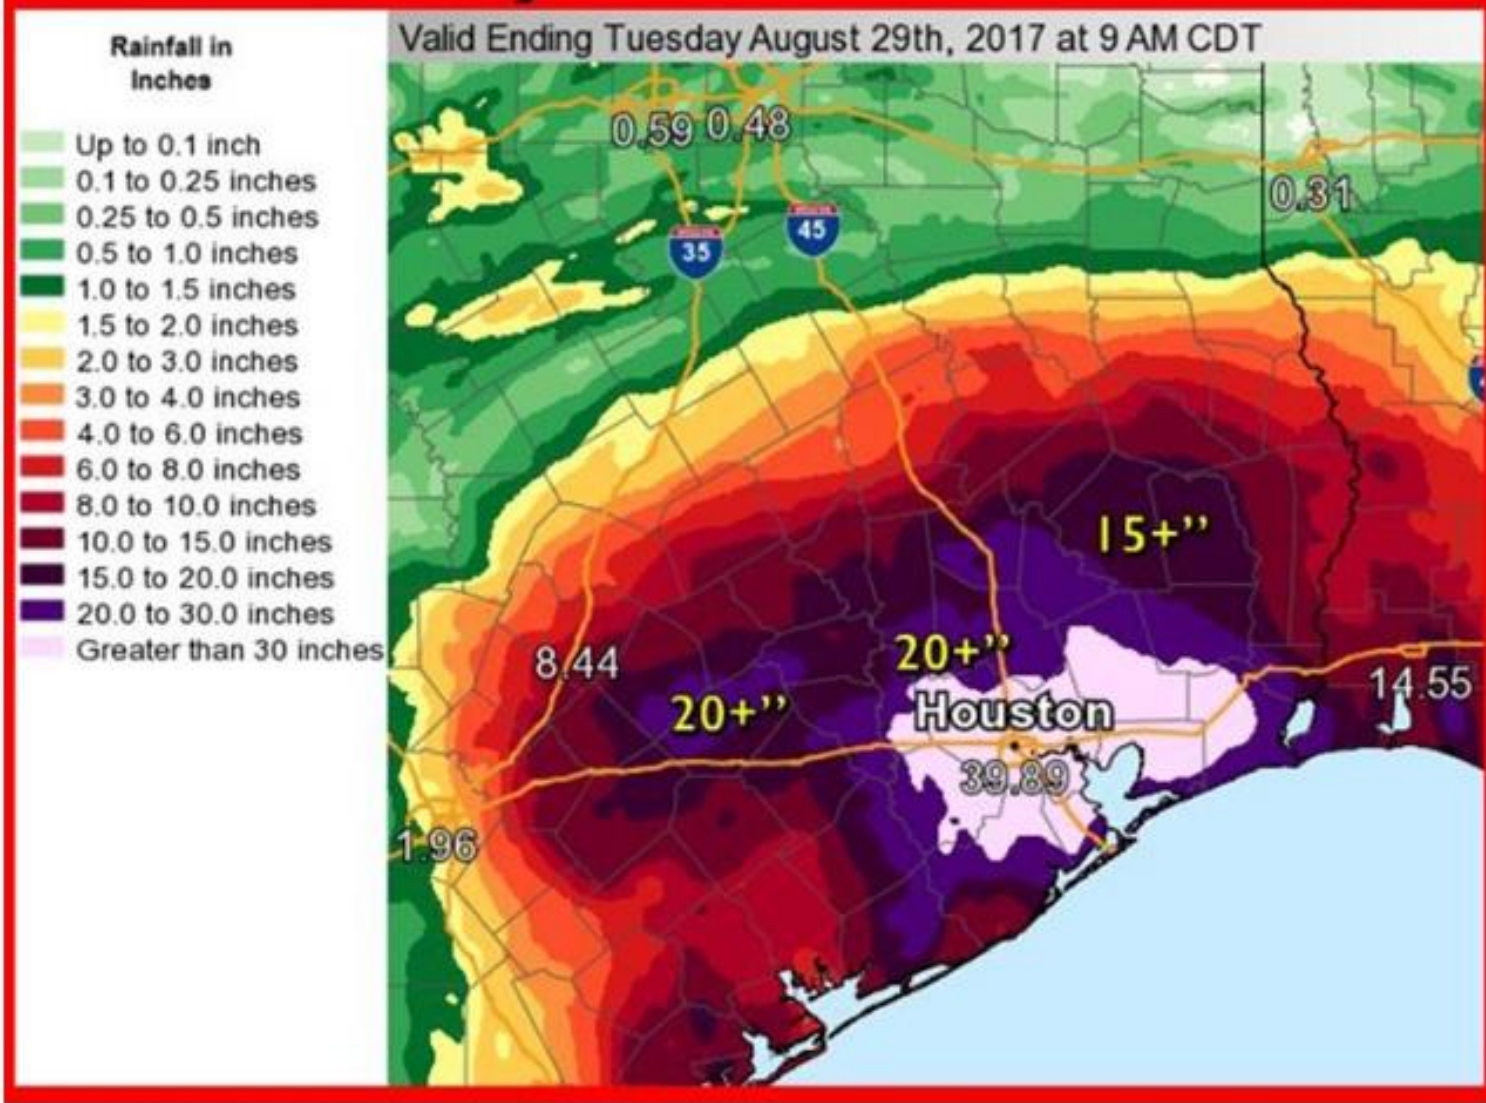 Valid Ending Tuesday August 29th, 2017 at 9 AM CDT
Rainfall in
Inches
Up to 0.1 inch
0.1 to 0.25 inches
0.25 to 0.5 inches
0.5 to 1.0 inches
1.0 to 1.5 inches
1.5 to 2.0 inches
2.0 to 3.0 inches
3.0 to 4.0 inches
4.0 to 6.0 inches
6.0 to 8.0 inches
8.0 to 10.0 inches
10.0 to 15.0 inches
15.0 to 20.0 inches
20.0 to 30.0 inches
Greater than 30 inches
0.59 0.48
0.31
45
35
15+’’
20+’’
8.44
14.55
20+’’
Houston
39.89
1.96